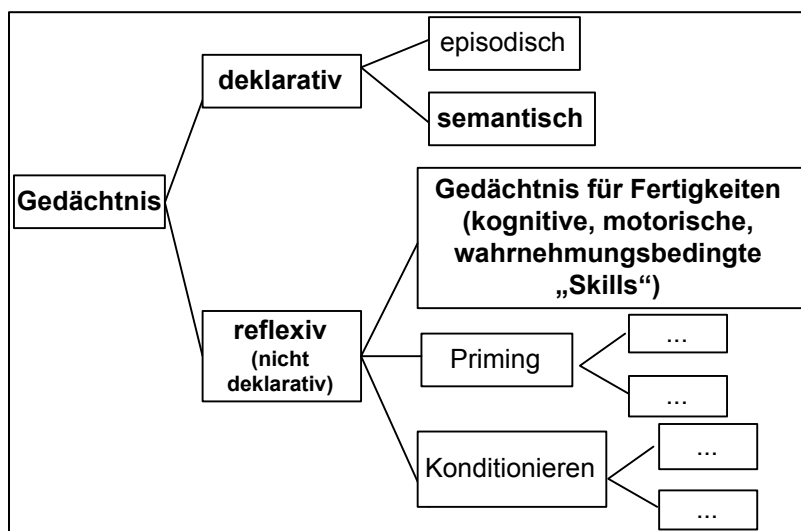 episodisch
deklarativ
semantisch
Gedächtnis
Gedächtnis für Fertigkeiten
(kognitive, motorische,
wahrnehmungsbedingte
„Skills“)
reflexiv
(nicht
deklarativ)
Priming
...
...
Konditionieren
...
...